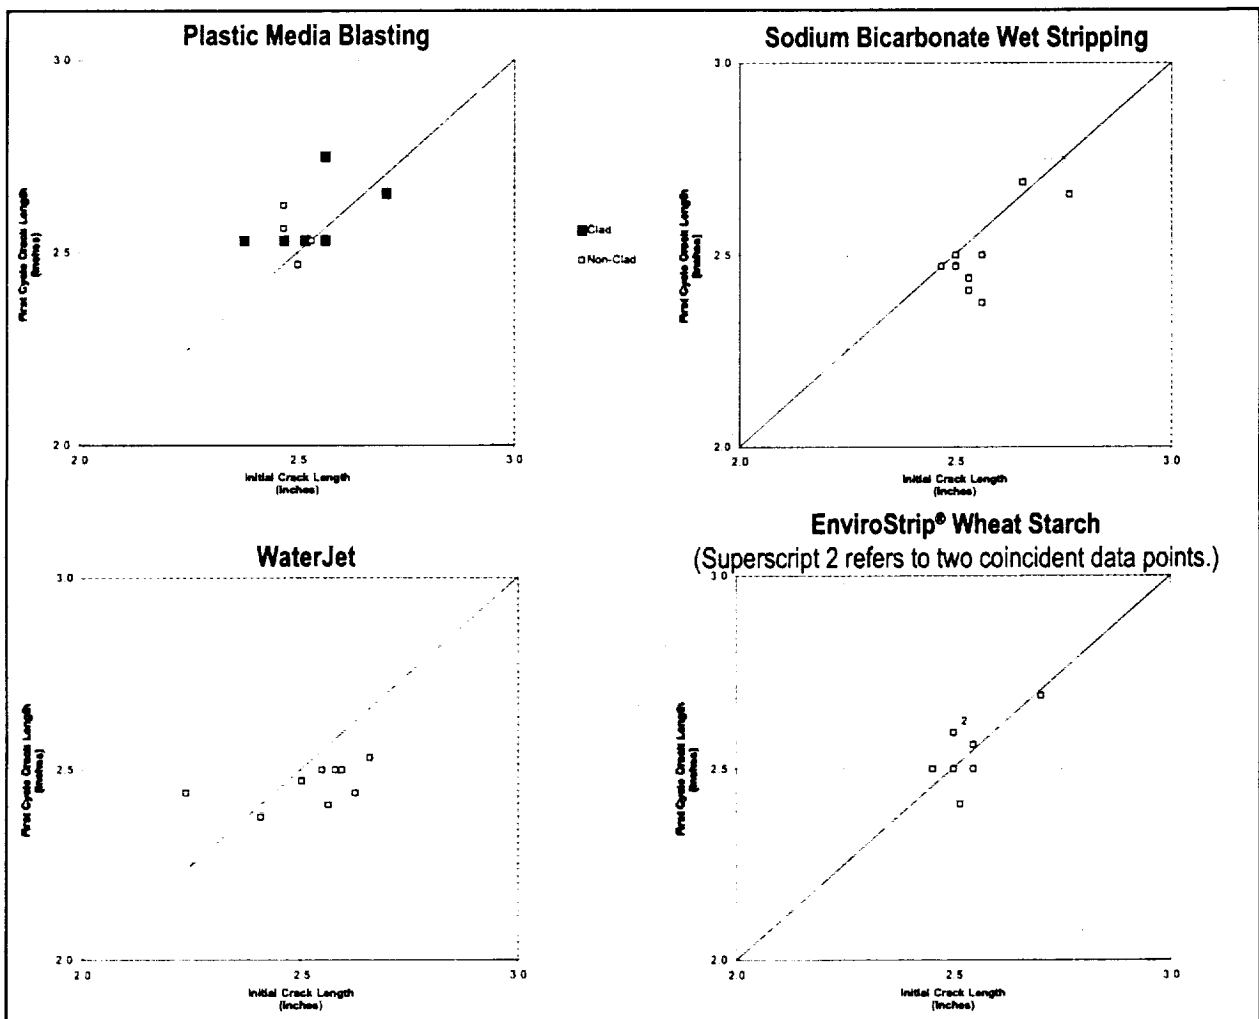 Plastic Media Blasting
3.0
First Cycle Crack Length
(Inches)
2.5
2.0
2.0 2.5 3.0
Initial Crack Length
(Inches)
Clad
Non-Clad
Sodium Bicarbonate Wet Stripping
3.0
First Cycle Crack Length
(Inches)
2.5
2.0
2.0 2.5 3.0
Initial Crack Length
(Inches)
WaterJet
3.0
First Cycle Crack Length
(Inches)
2.5
2.0
2.0 2.5 3.0
Initial Crack Length
(Inches)
EnviroStrip® Wheat Starch
(Superscript 2 refers to two coincident data points.)
3.0
2
First Cycle Crack Length
(Inches)
2.5
2.0
2.0 2.5 3.0
Initial Crack Length
(Inches)